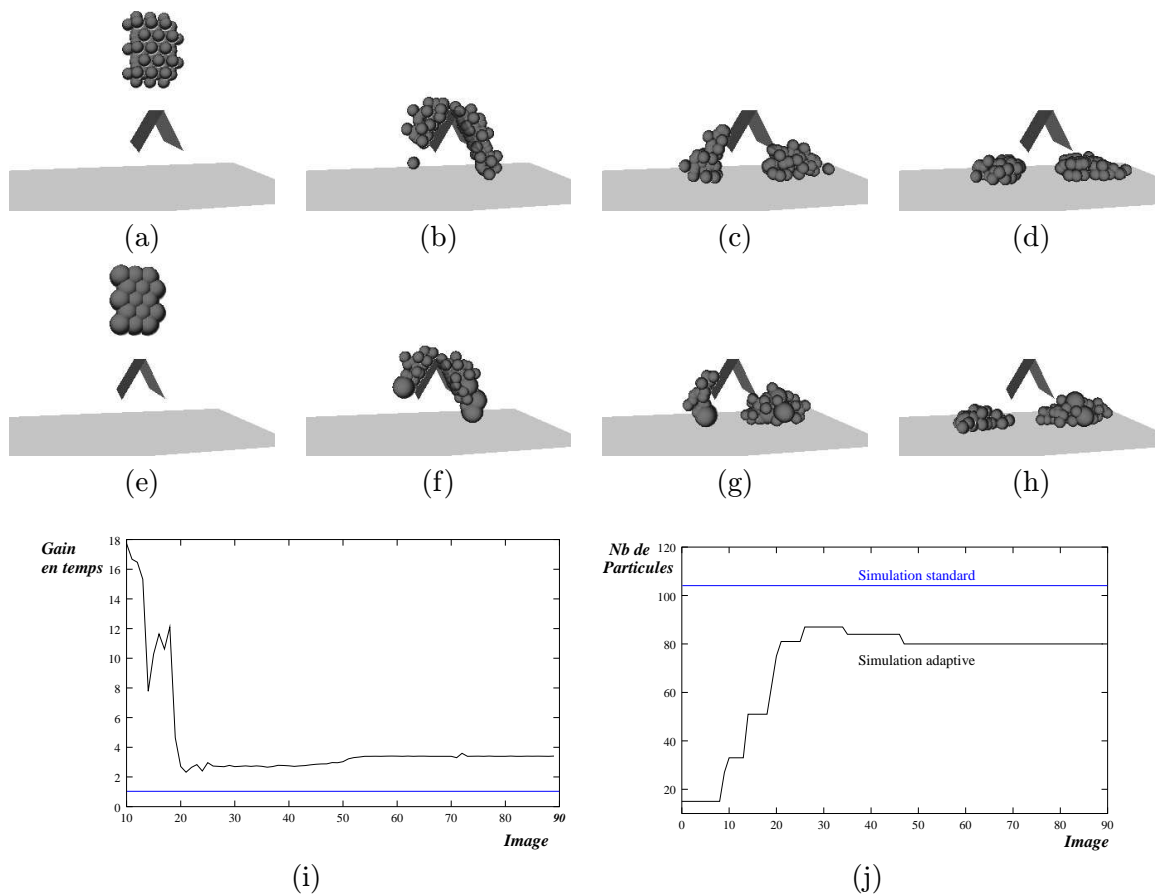 (a) (b) (c) (d)
(e) (f) (g) (h)
Gain
en temps
18
16
14
12
10
8
6
4
2
0
10 20 30 40 50 60 70 80 90
Image
(i)
Nb de
Particules
120
100
80
60
40
20
Simulation standard
Simulation adaptive
0 10 20 30 40 50 60 70 80 90
Image
(j)